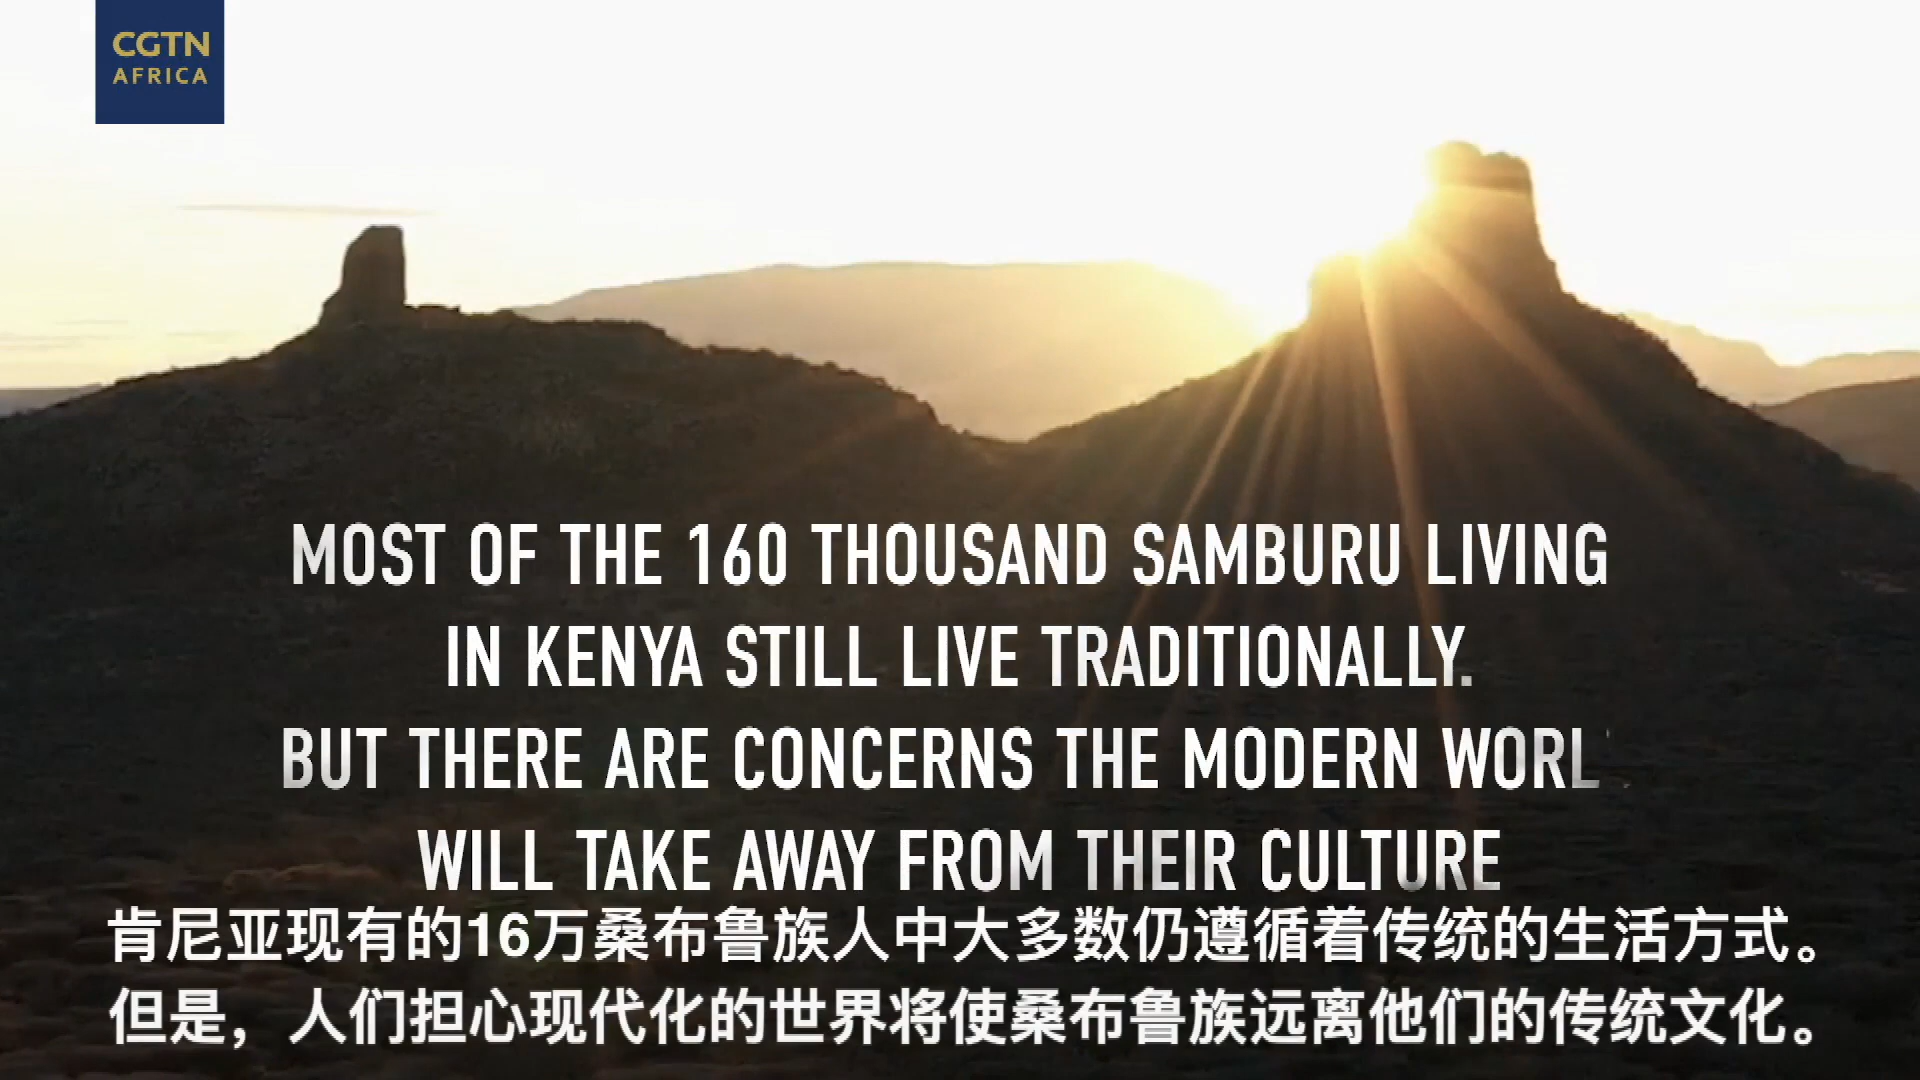 CGTN
AFRICA
MOST OF THE 160 THOUSAND SAMBURU LIVING
IN KENYA STILL LIVE TRADITIONALLY.
BUT THERE ARE CONCERNS THE MODERN WORL
WILL TAKE AWAY FROM THEIR CULTURE
肯尼亚现有的16万桑布鲁族人中大多数仍遵循着传统的生活方式。
但是，人们担心现代化的世界将使桑布鲁族远离他们的传统文化。